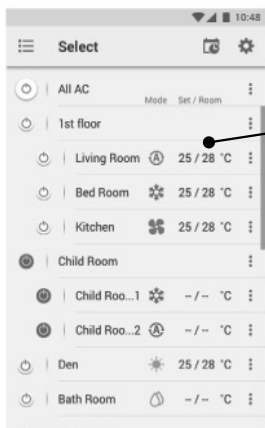 10:48
Select
All AC
Mode Set / Room
1st floor
Living Room A 25 / 28 °C
Bed Room 25 / 28 °C
Kitchen 25 / 28 °C
Child Room
Child Roo...1 -- / -- °C
Child Roo...2 A -- / -- °C
Den 25 / 28 °C
Bath Room -- / -- °C